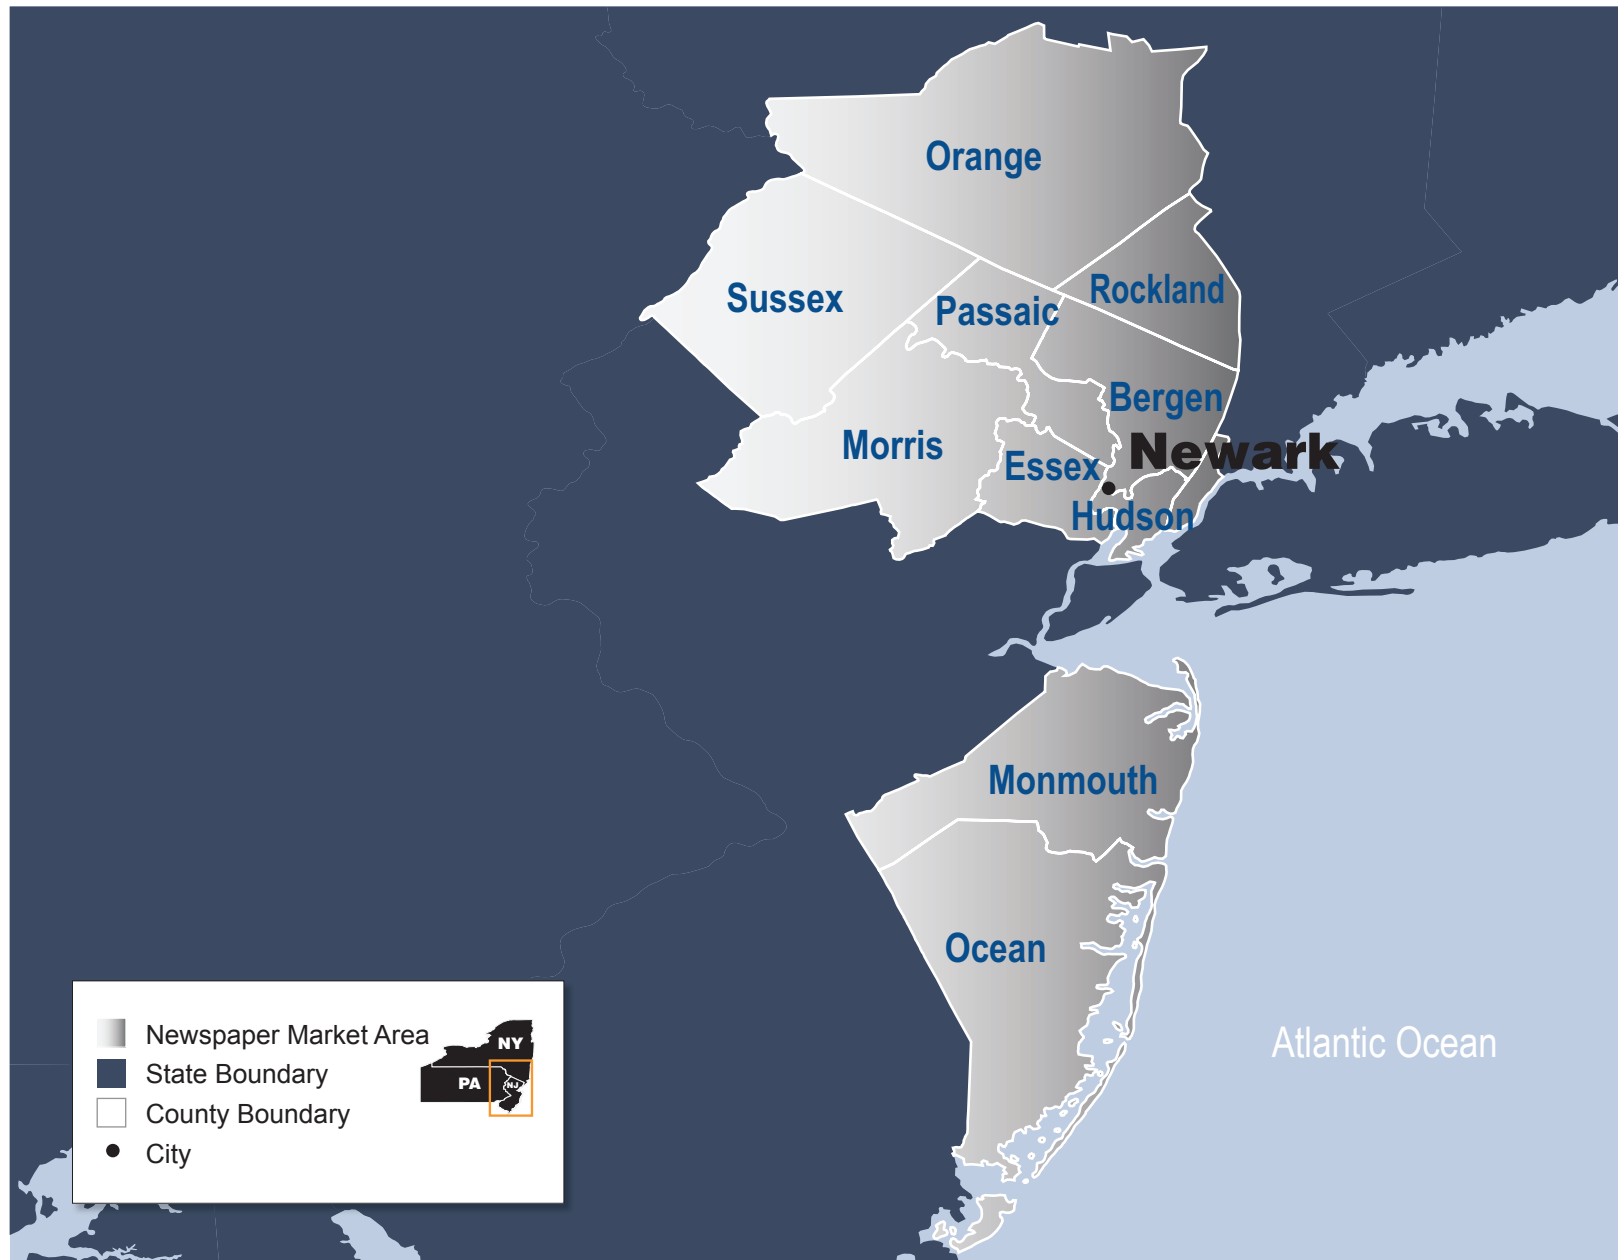 Orange
Sussex
Passaic
Rockland
Bergen
Morris
Essex
Newark
Hudson
Monmouth
Ocean
Atlantic Ocean
Newspaper Market Area
State Boundary
County Boundary
City
NY
PA
NJ